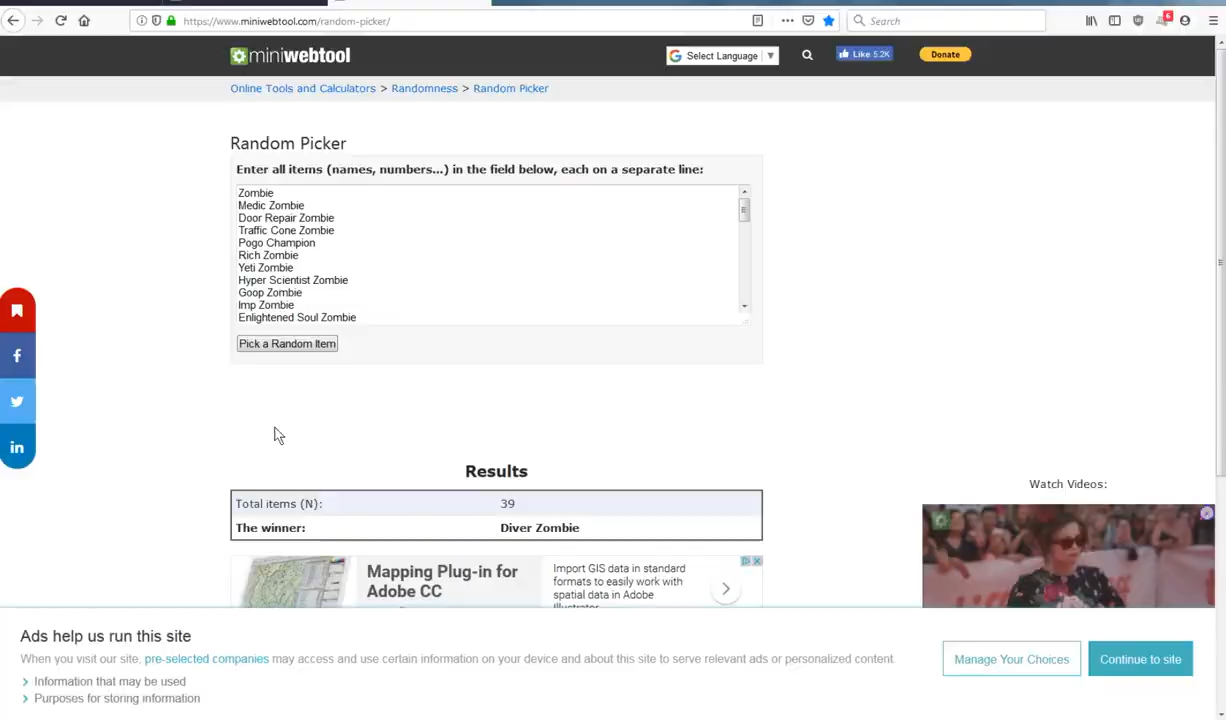 https://www.miniwebtool.com/random-picker/
Search
6
miniwebtool
Select Language
Like 5.2K
Donate
Online Tools and Calculators > Randomness > Random Picker
Random Picker
Enter all items (names, numbers...) in the field below, each on a separate line:
Zombie
Medic Zombie
Door Repair Zombie
Traffic Cone Zombie
Pogo Champion
Rich Zombie
Yeti Zombie
Hyper Scientist Zombie
Goop Zombie
Imp Zombie
Enlightened Soul Zombie
Pick a Random Item
Results
Total items (N): 39
The winner: Diver Zombie
Watch Videos:
Mapping Plug-in for
Adobe CC
Import GIS data in standard
formats to easily work with
spatial data in Adobe
Illustrator
Ads help us run this site
When you visit our site, pre-selected companies may access and use certain information on your device and about this site to serve relevant ads or personalized content.
Information that may be used
Purposes for storing information
Manage Your Choices
Continue to site